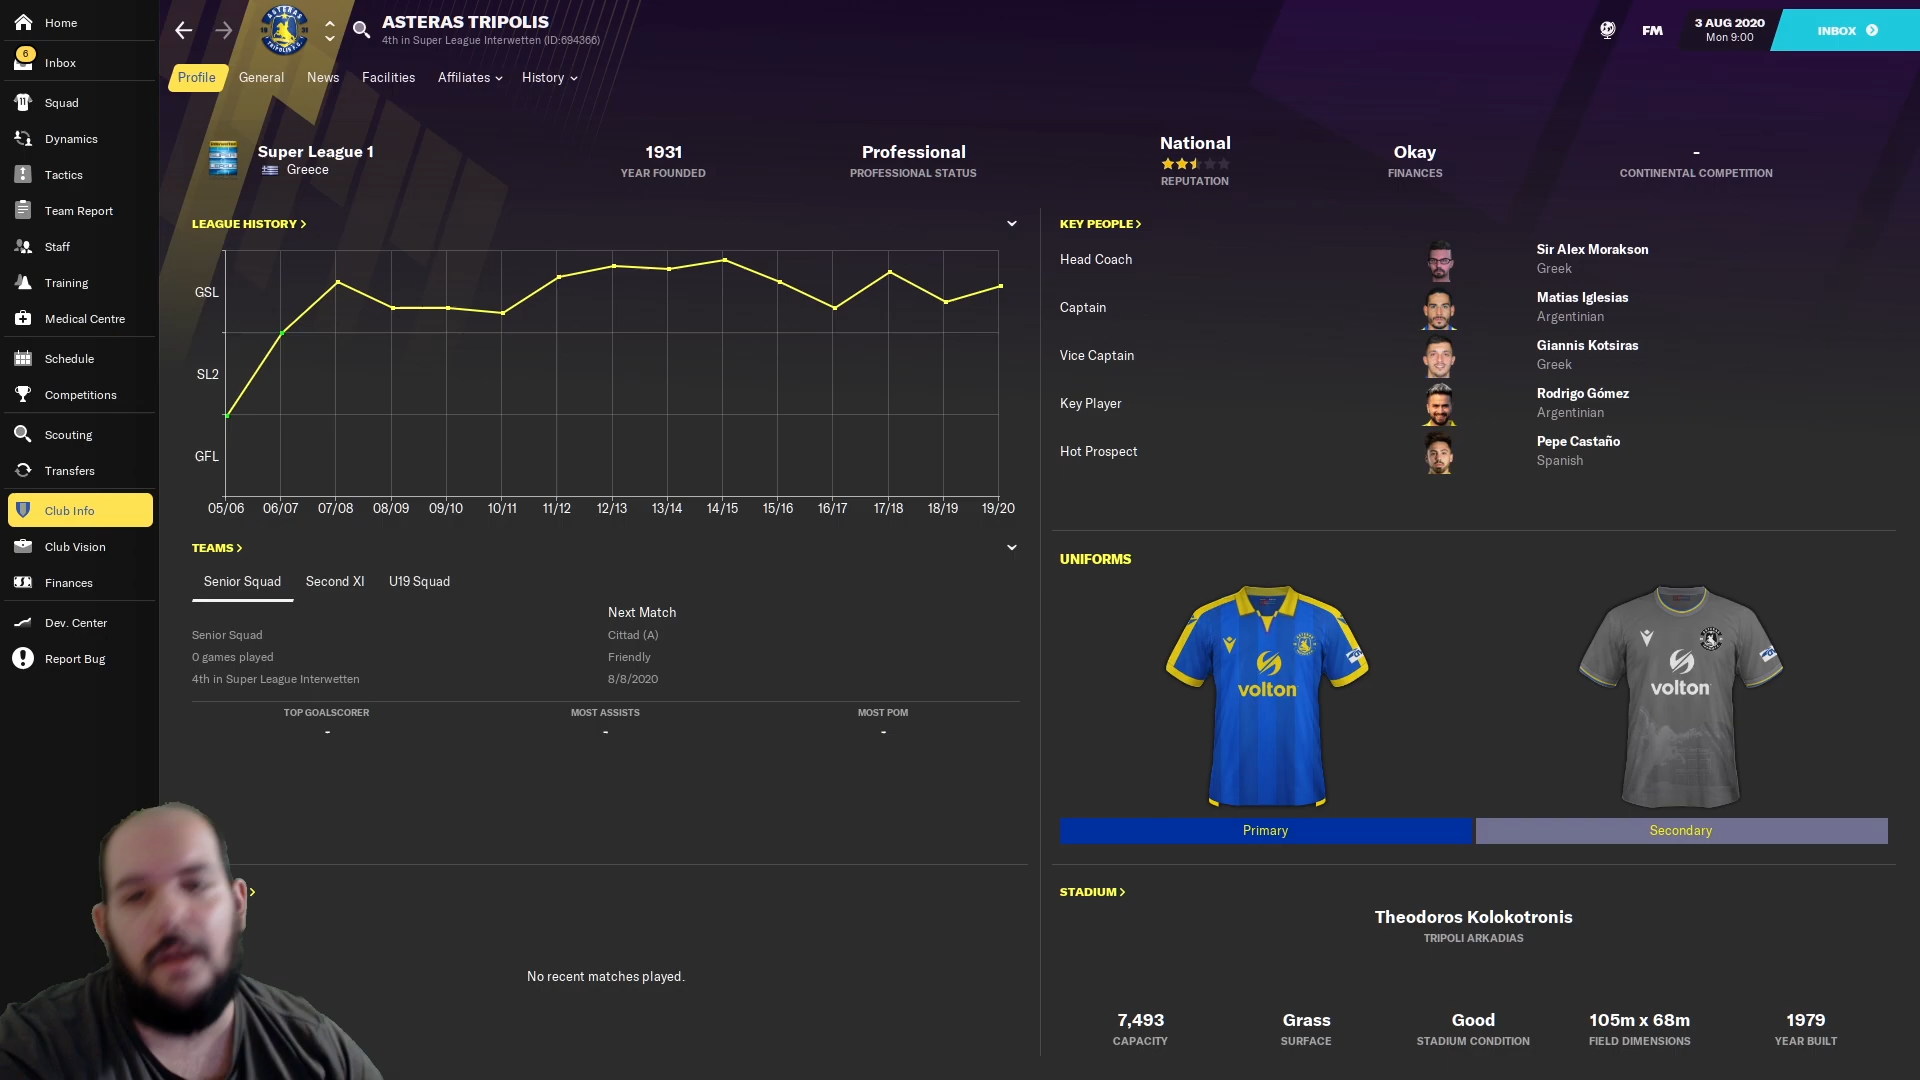 Home
6
Inbox
Squad
Dynamics
Tactics
Team Report
Staff
Training
Medical Centre
Schedule
Competitions
Scouting
Transfers
Club Info
Club Vision
Finances
Dev. Center
Report Bug
ASTERAS TRIPOLIS
4th in Super League Interwetten (ID:694366)
FM
3 AUG 2020
Mon 9:00
INBOX
Profile General News Facilities Affiliates History
Super League 1
Greece
1931
YEAR FOUNDED
Professional
PROFESSIONAL STATUS
National
REPUTATION
Okay
FINANCES
-
CONTINENTAL COMPETITION
LEAGUE HISTORY
GSL
SL2
GFL
05/06 06/07 07/08 08/09 09/10 10/11 11/12 12/13 13/14 14/15 15/16 16/17 17/18 18/19 19/20
TEAMS
Senior Squad Second XI U19 Squad
Senior Squad
0 games played
4th in Super League Interwetten
Next Match
Cittad (A)
Friendly
8/8/2020
TOP GOALSCORER
-
MOST ASSISTS
-
MOST POM
-
No recent matches played.
KEY PEOPLE
Head Coach
Sir Alex Morakson
Greek
Captain
Matias Iglesias
Argentinian
Vice Captain
Giannis Kotsiras
Greek
Key Player
Rodrigo Gómez
Argentinian
Hot Prospect
Pepe Castaño
Spanish
UNIFORMS
volton
volton
Primary
Secondary
STADIUM
Theodoros Kolokotronis
TRIPOLI ARKADIAS
7,493
CAPACITY
Grass
SURFACE
Good
STADIUM CONDITION
105m x 68m
FIELD DIMENSIONS
1979
YEAR BUILT